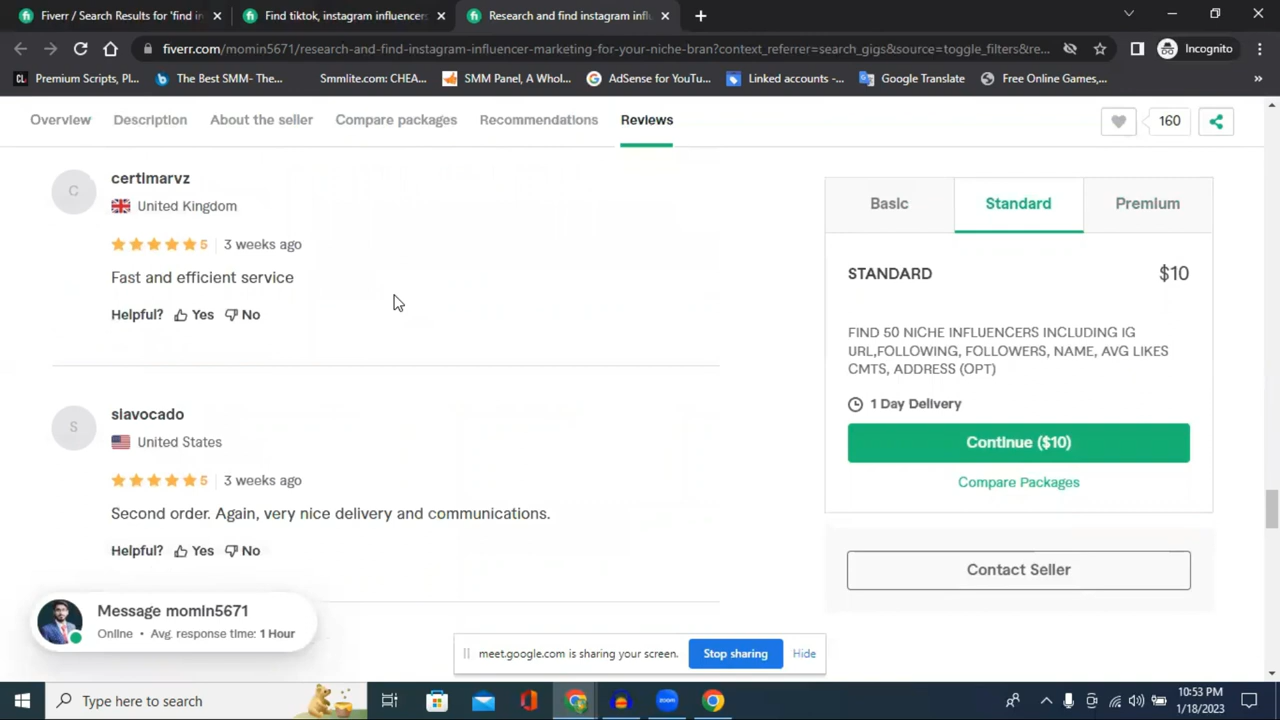 Fiverr / Search Results for 'find in
Find tiktok, instagram influencers
Research and find instagram influ
fiverr.com/momin5671/research-and-find-instagram-influencer-marketing-for-your-niche-bran?context_referrer=search_gigs&source=toggle_filters&re...
Incognito
Premium Scripts, Pl...
The Best SMM- The...
Smmlite.com: CHEA...
SMM Panel, A Whol...
AdSense for YouTu...
Linked accounts -...
Google Translate
Free Online Games,...
Overview
Description
About the seller
Compare packages
Recommendations
Reviews
160
C
certimarvz
United Kingdom
5
3 weeks ago
Fast and efficient service
Helpful?
Yes
No
S
slavocado
United States
5
3 weeks ago
Second order. Again, very nice delivery and communications.
Helpful?
Yes
No
Basic
Standard
Premium
STANDARD
$10
FIND 50 NICHE INFLUENCERS INCLUDING IG
URL,FOLLOWING, FOLLOWERS, NAME, AVG LIKES
CMTS, ADDRESS (OPT)
1 Day Delivery
Continue ($10)
Compare Packages
Contact Seller
Message momin5671
Online • Avg. response time: 1 Hour
meet.google.com is sharing your screen.
Stop sharing
Hide
Type here to search
10:53 PM
1/18/2023